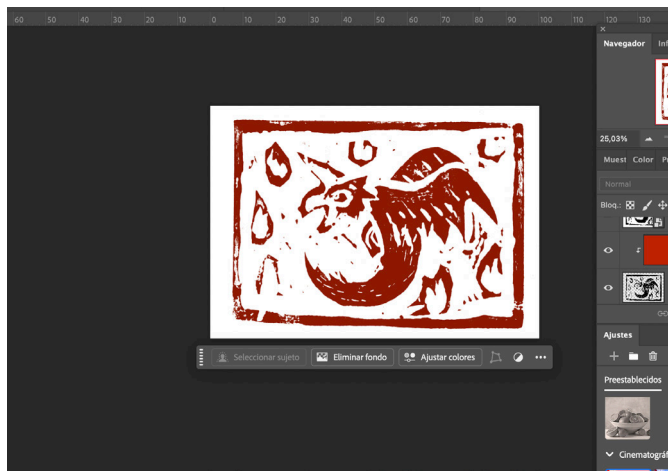 60 50 40 30 20 10 0 10 20 30 40 50 60 70 80 90 100 110 120 130
Navegador Inf
25,03%
Muest Color
Normal
Bloq.:
Ajustes
Seleccionar sujeto Eliminar fondo Ajustar colores
Preestablecidos
Cinematográf